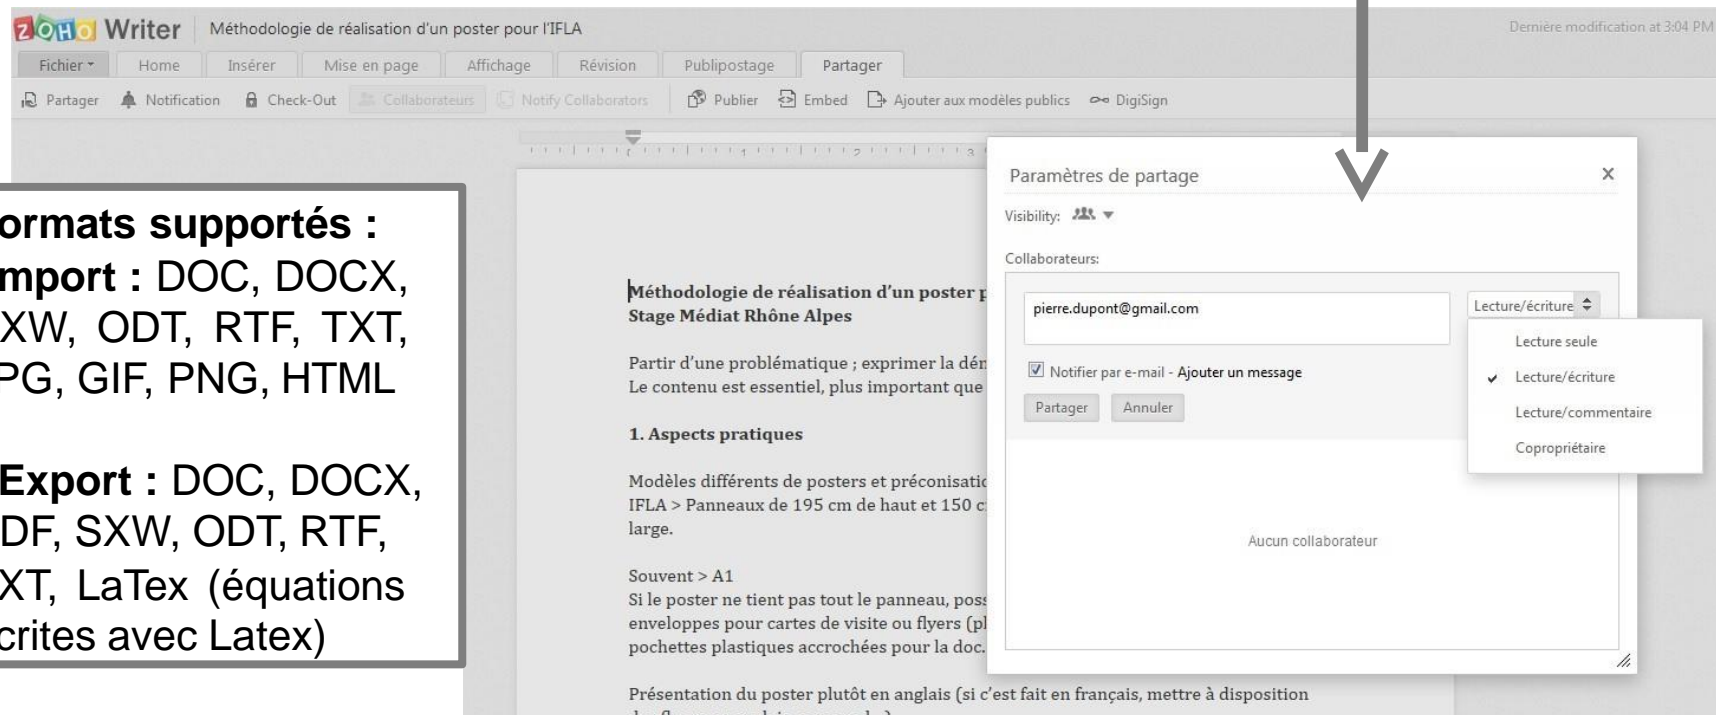 ZOHO Writer Méthodologie de réalisation d'un poster pour l'IFLA
Dernière modification at 3:04 PM
Fichier Home Insérer Mise en page Affichage Révision Publipostage Partager
Partager Notification Check-Out Collaborateurs Notify Collaborators Publier Embed Ajouter aux modèles publics DigiSign
1 2 3
ormats supportés :
mport : DOC, DOCX,
XW, ODT, RTF, TXT,
PG, GIF, PNG, HTML
Export : DOC, DOCX,
DF, SXW, ODT, RTF,
XT, LaTex (équations
crites avec Latex)
Méthodologie de réalisation d'un poster p
Stage Médiat Rhône Alpes
Partir d'une problématique ; exprimer la dém
Le contenu est essentiel, plus important que
1. Aspects pratiques
Modèles différents de posters et préconisatio
IFLA > Panneaux de 195 cm de haut et 150 c
large.
Souvent > A1
Si le poster ne tient pas tout le panneau, poss
enveloppes pour cartes de visite ou flyers (pl
pochettes plastiques accrochées pour la doc.
Présentation du poster plutôt en anglais (si c'est fait en français, mettre à disposition
Paramètres de partage x
Visibility:
Collaborateurs:
pierre.dupont@gmail.com
Lecture/écriture
Lecture seule
Lecture/écriture
Lecture/commentaire
Copropriétaire
Notifier par e-mail - Ajouter un message
Partager Annuler
Aucun collaborateur